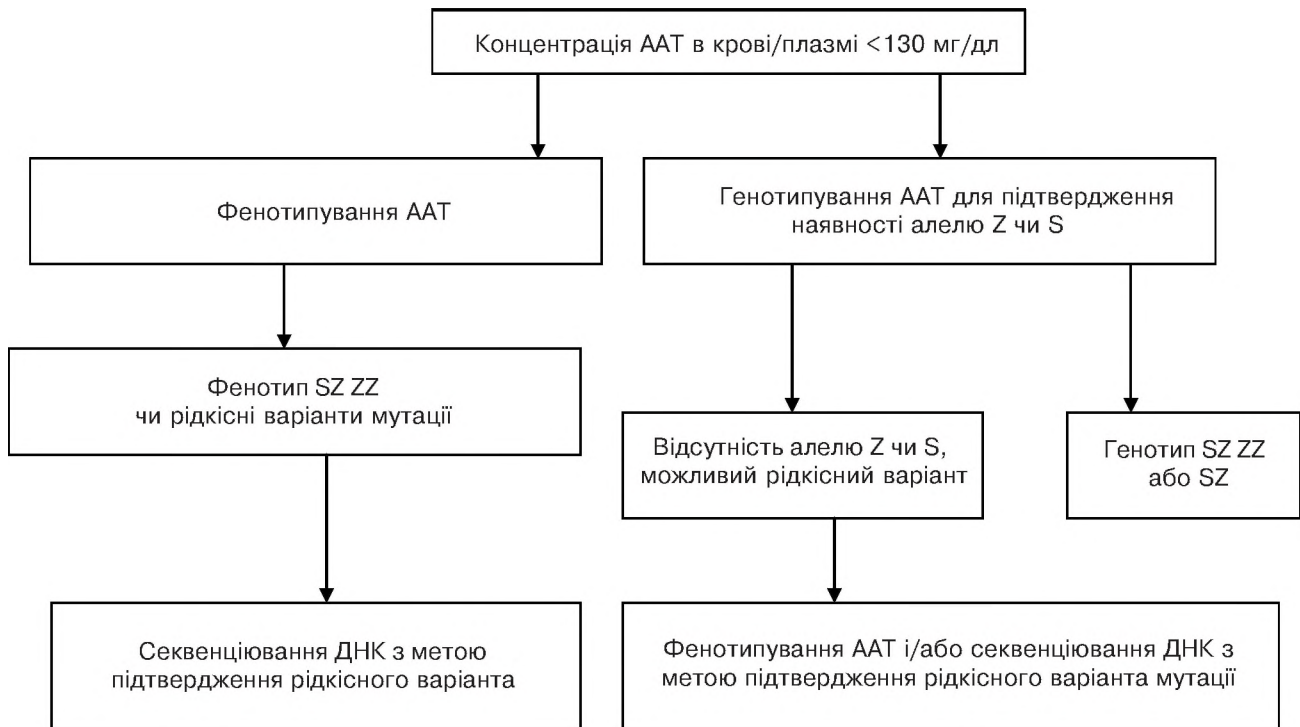 Концентрація ААТ в крові/плазмі <130 мг/дл
Фенотипування ААТ
Генотипування ААТ для підтвердження
наявності алелю Z чи S
Фенотип SZ ZZ
чи рідкісні варіанти мутації
Відсутність алелю Z чи S,
можливий рідкісний варіант
Генотип SZ ZZ
або SZ
Секвенціювання ДНК з метою
підтвердження рідкісного варіанта
Фенотипування ААТ і/або секвенціювання ДНК з
метою підтвердження рідкісного варіанта мутації